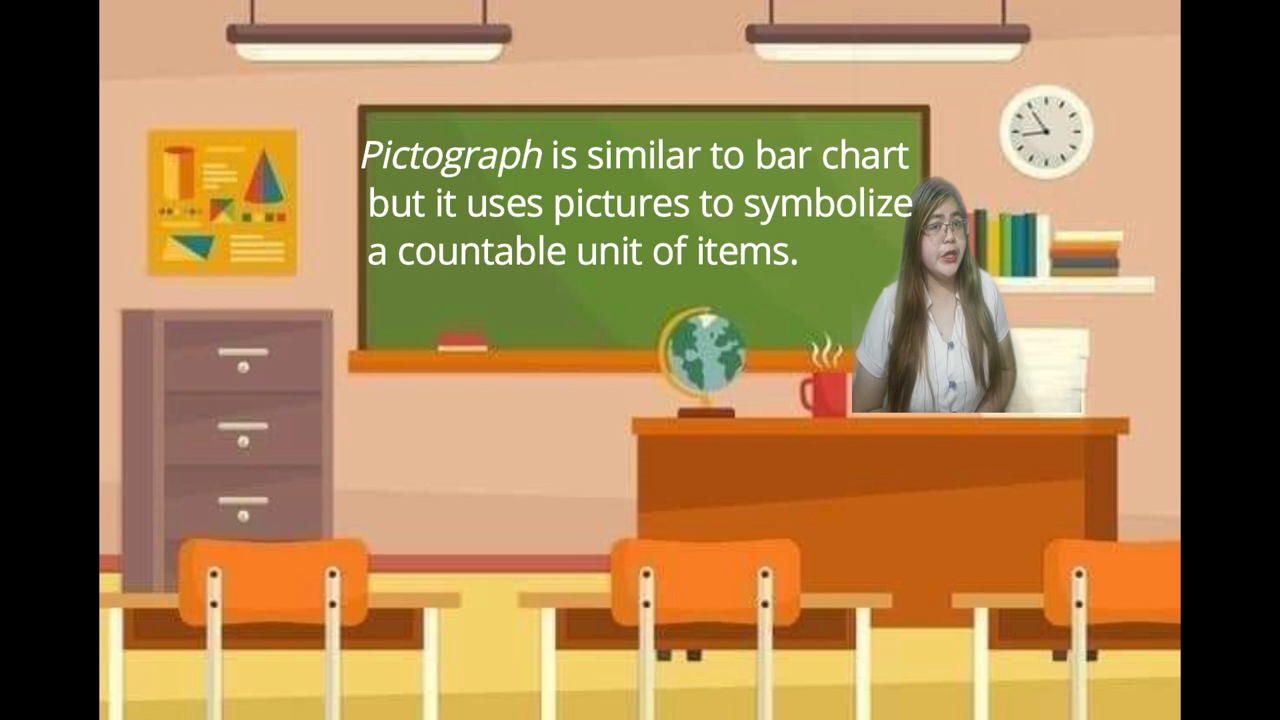 Pictograph is similar to bar chart
but it uses pictures to symbolize
a countable unit of items.